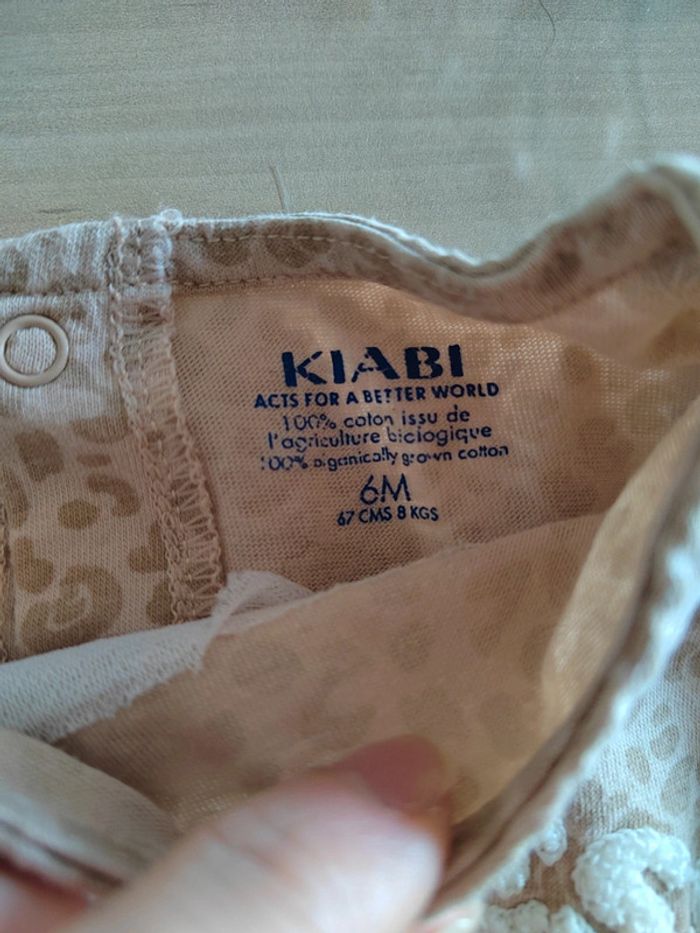 KIABI
ACTS FOR A BETTER WORLD
100% coton issu de
l'agriculture biologique
100% organically grown cotton
6M
67 CMS 8 KGS